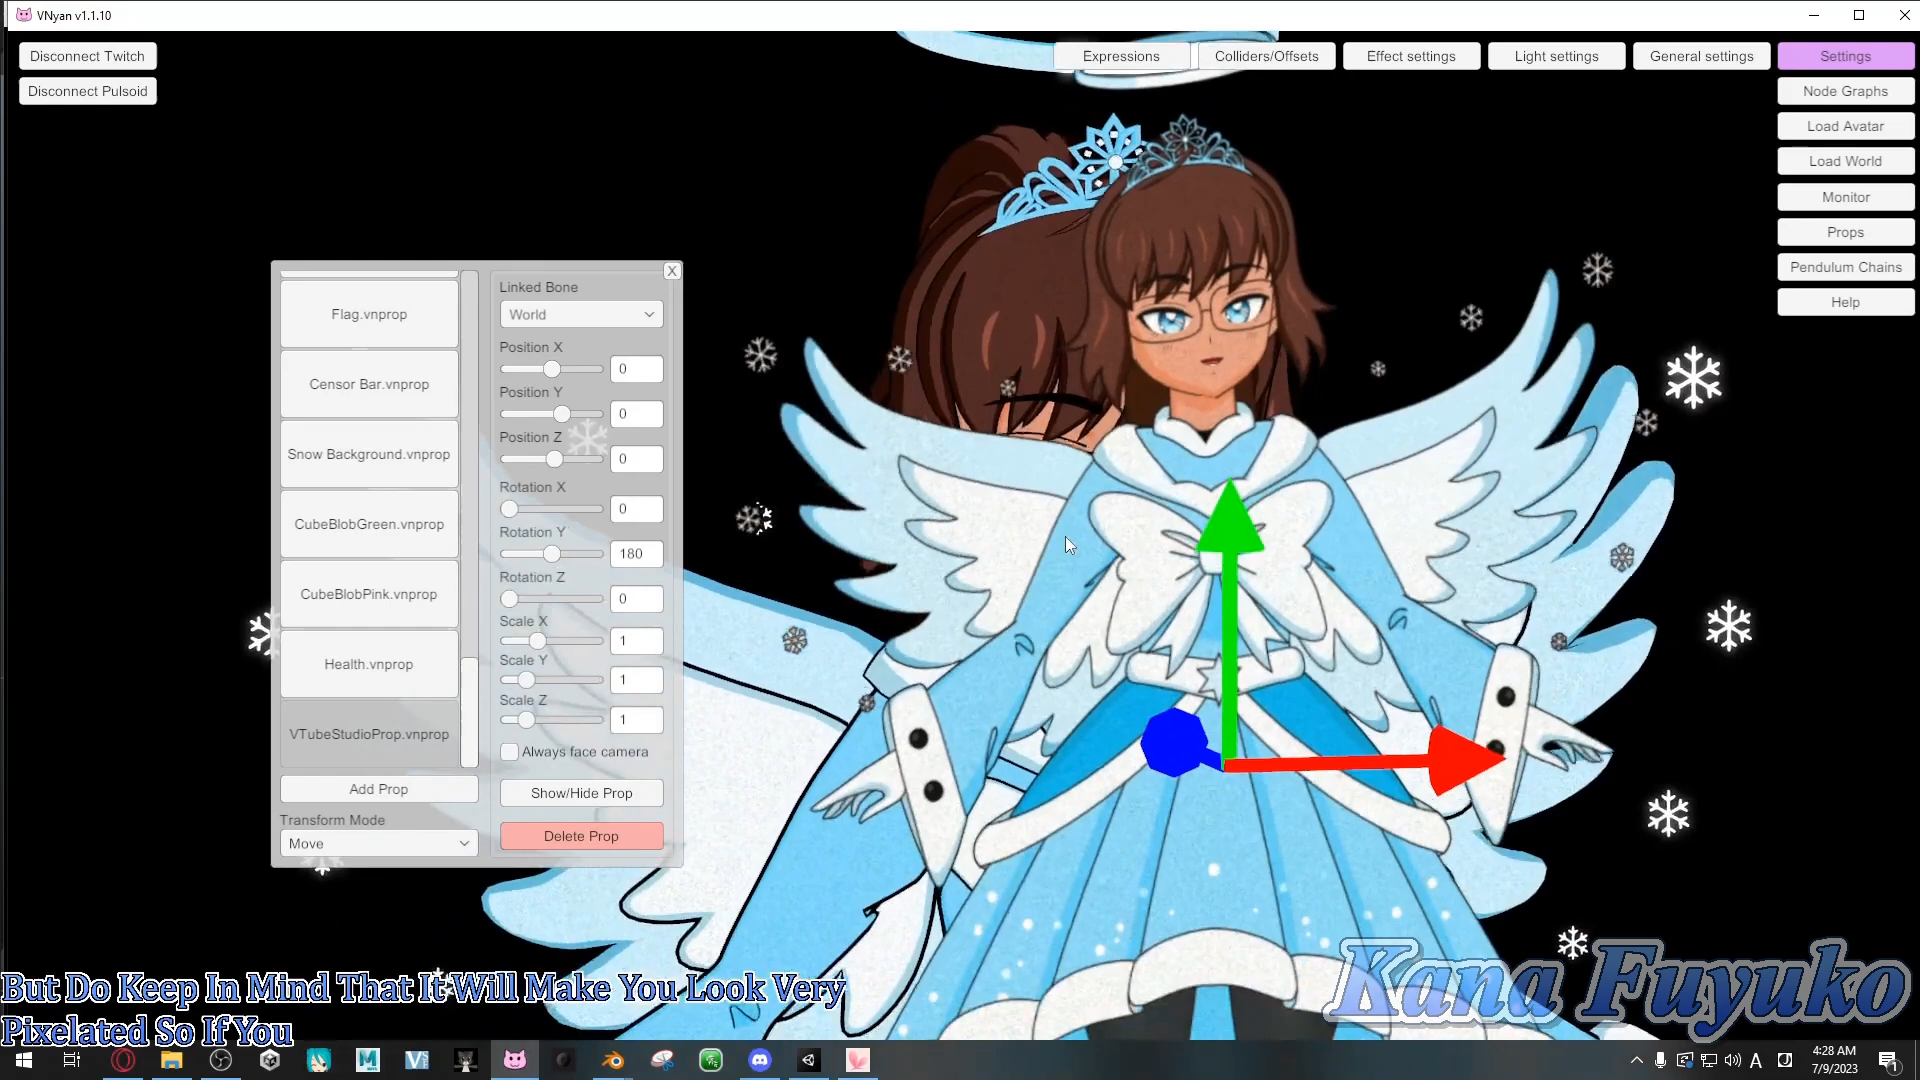 VNyan v1.1.10
Disconnect Twitch
Disconnect Pulsoid
Expressions
Colliders/Offsets
Effect settings
Light settings
General settings
Settings
Node Graphs
Load Avatar
Load World
Monitor
Props
Pendulum Chains
Help
X
Flag.vnprop
Censor Bar.vnprop
Snow Background.vnprop
CubeBlobGreen.vnprop
CubeBlobPink.vnprop
Health.vnprop
VTubeStudioProp.vnprop
Add Prop
Transform Mode
Move
Linked Bone
World
Position X
0
Position Y
0
Position Z
0
Rotation X
0
Rotation Y
180
Rotation Z
0
Scale X
1
Scale Y
1
Scale Z
1
Always face camera
Show/Hide Prop
Delete Prop
But Do Keep In Mind That It Will Make You Look Very
Pixelated So If You
Kana Fuyuko
4:28 AM
7/9/2023